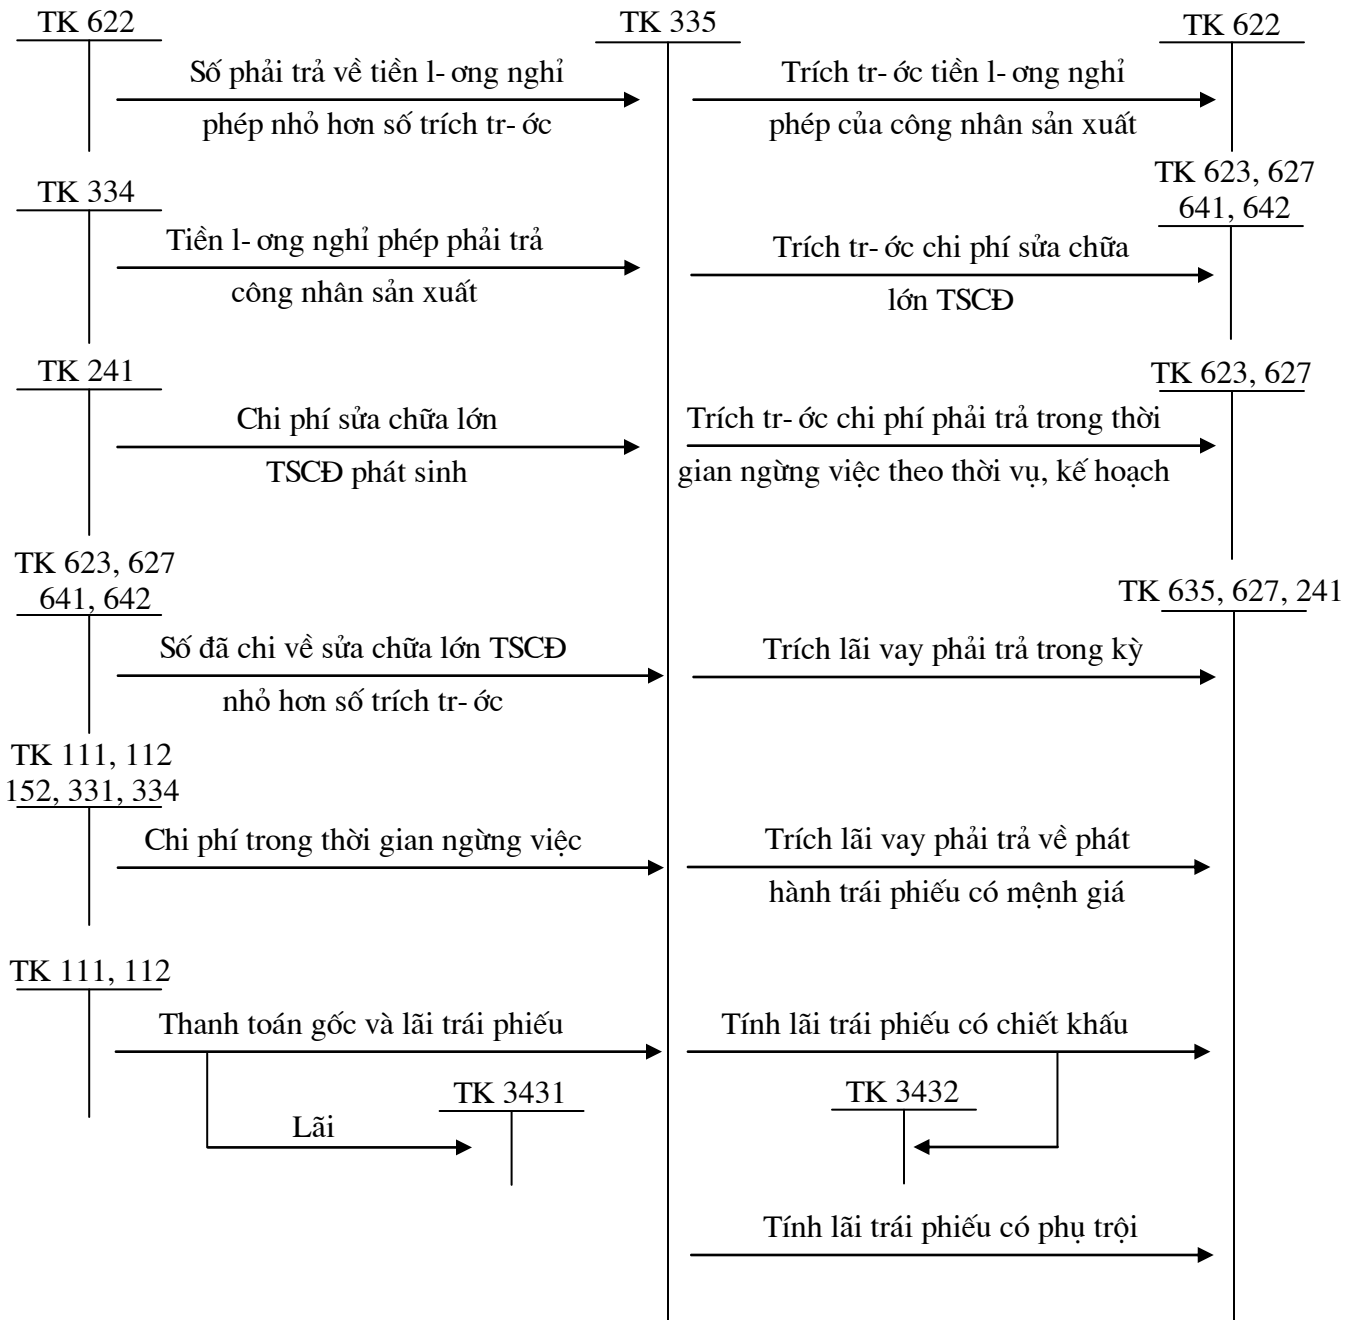 TK 622
TK 335
TK 622
Số phải trả về tiền l- ơng nghỉ
phép nhỏ hơn số trích tr- ớc
Trích tr- ớc tiền l- ơng nghỉ
phép của công nhân sản xuất
TK 334
Tiền l- ơng nghỉ phép phải trả
công nhân sản xuất
TK 623, 627
641, 642
Trích tr- ớc chi phí sửa chữa
lớn TSCĐ
TK 241
Chi phí sửa chữa lớn
TSCĐ phát sinh
TK 623, 627
Trích tr- ớc chi phí phải trả trong thời
gian ngừng việc theo thời vụ, kế hoạch
TK 623, 627
641, 642
Số đã chi về sửa chữa lớn TSCĐ
nhỏ hơn số trích tr- ớc
TK 635, 627, 241
Trích lãi vay phải trả trong kỳ
TK 111, 112
152, 331, 334
Chi phí trong thời gian ngừng việc
Trích lãi vay phải trả về phát
hành trái phiếu có mệnh giá
TK 111, 112
Thanh toán gốc và lãi trái phiếu
Tính lãi trái phiếu có chiết khấu
TK 3431
Lãi
TK 3432
Tính lãi trái phiếu có phụ trội